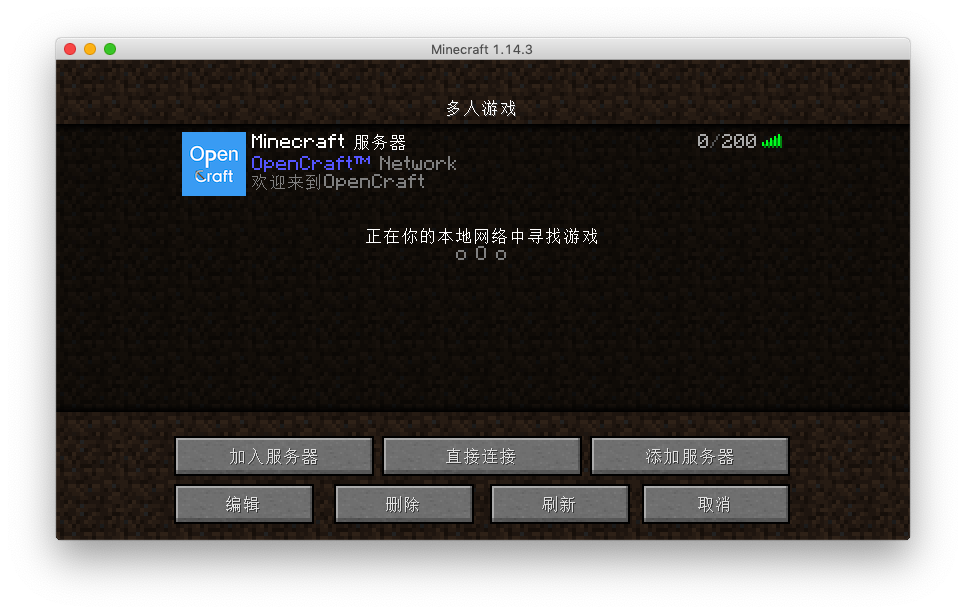 Minecraft 1.14.3
多人游戏
Open
Craft
Minecraft 服务器 0/200
OpenCraft™ Network
欢迎来到OpenCraft
正在你的本地网络中寻找游戏
o O o
加入服务器 直接连接 添加服务器
编辑 删除 刷新 取消